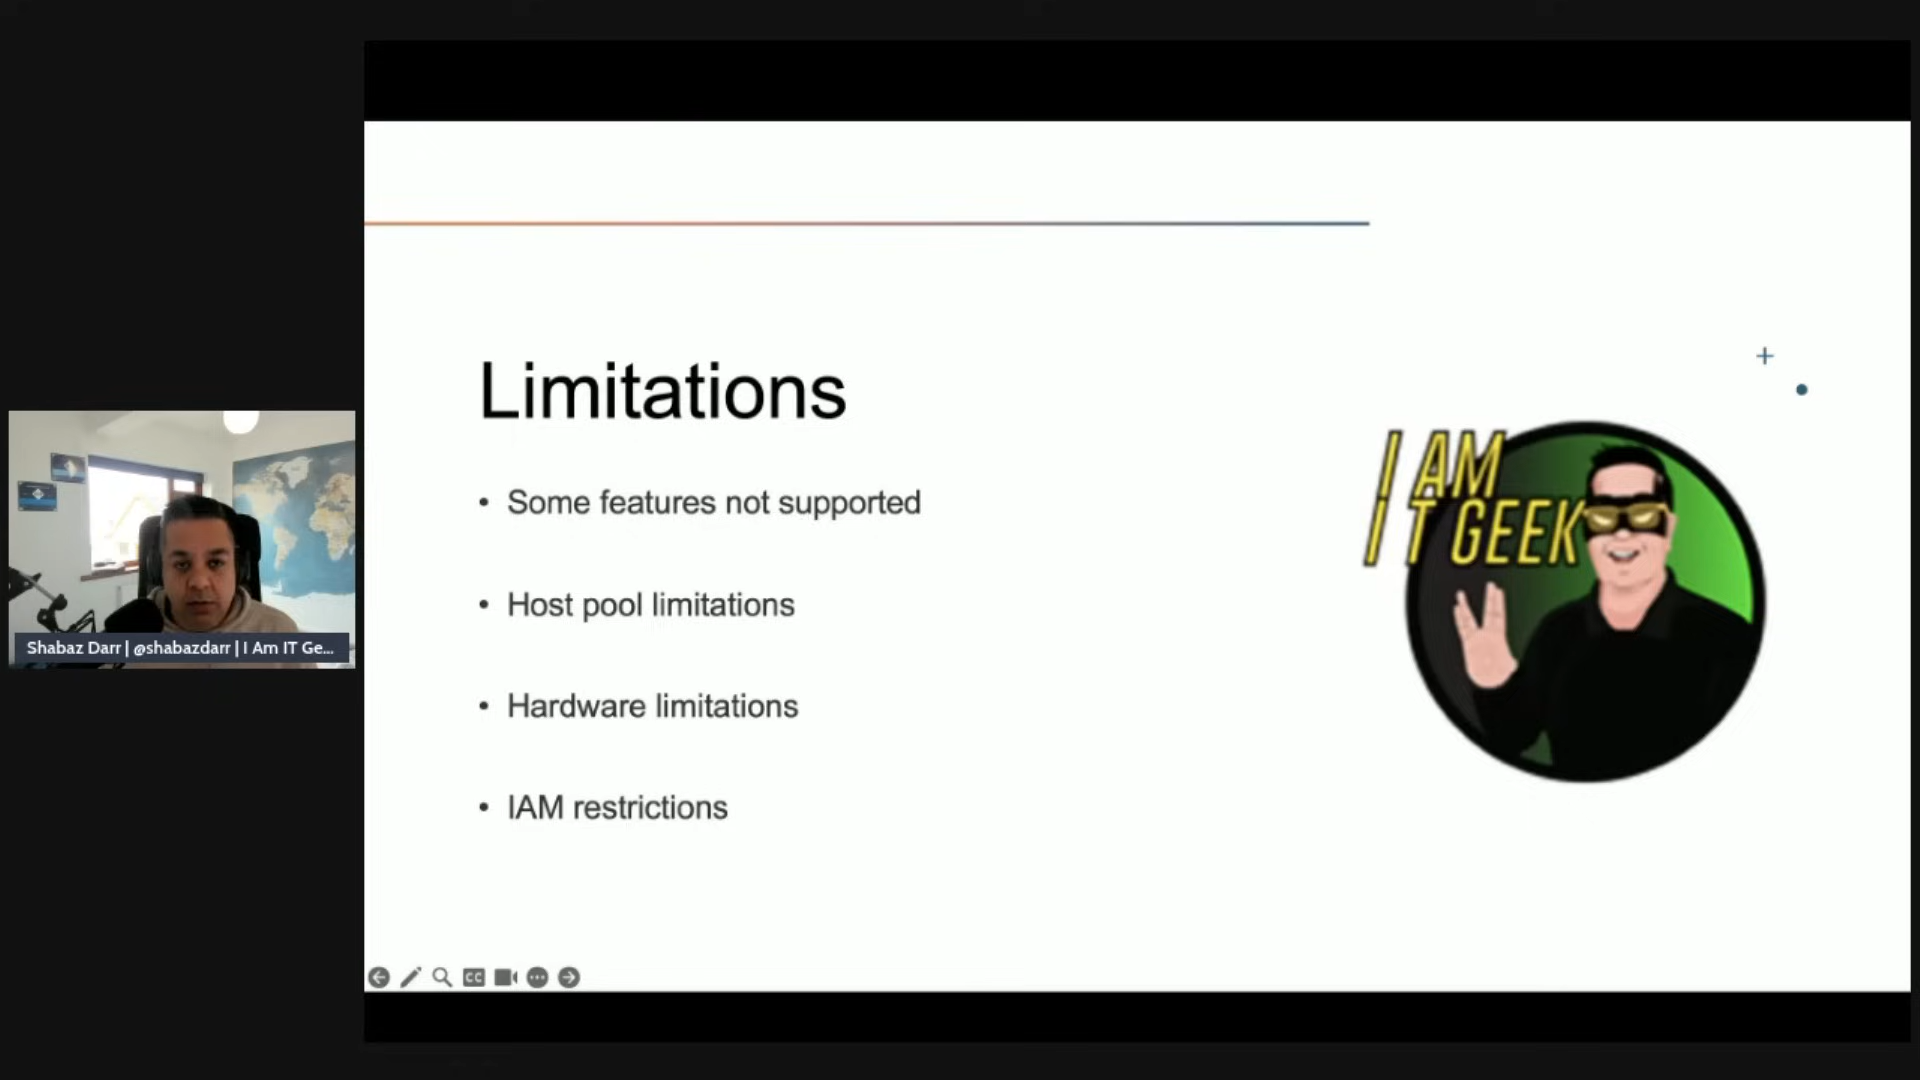 Limitations
• Some features not supported
• Host pool limitations
• Hardware limitations
• IAM restrictions
I AM
I T GEEK
Shabaz Darr | @shabazdarr | I Am IT Ge...
CC